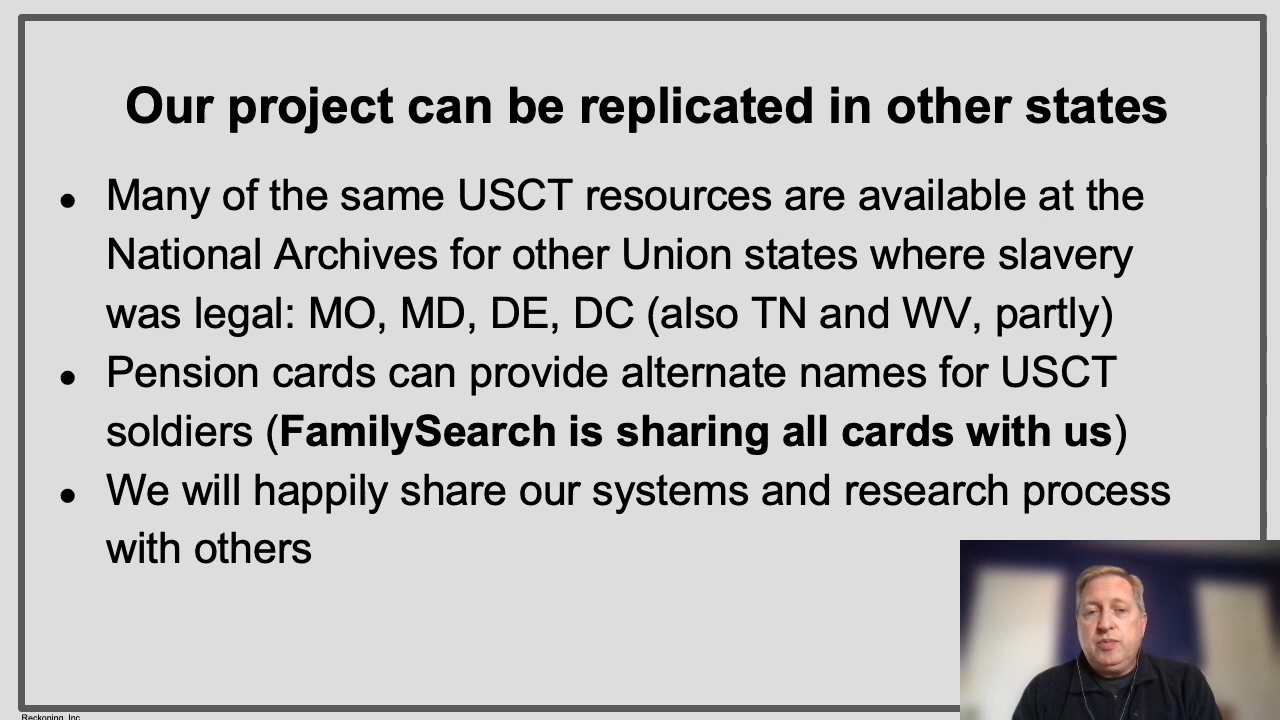 Our project can be replicated in other states
● Many of the same USCT resources are available at the
National Archives for other Union states where slavery
was legal: MO, MD, DE, DC (also TN and WV, partly)
● Pension cards can provide alternate names for USCT
soldiers (FamilySearch is sharing all cards with us)
● We will happily share our systems and research process
with others
Reckoning, Inc.